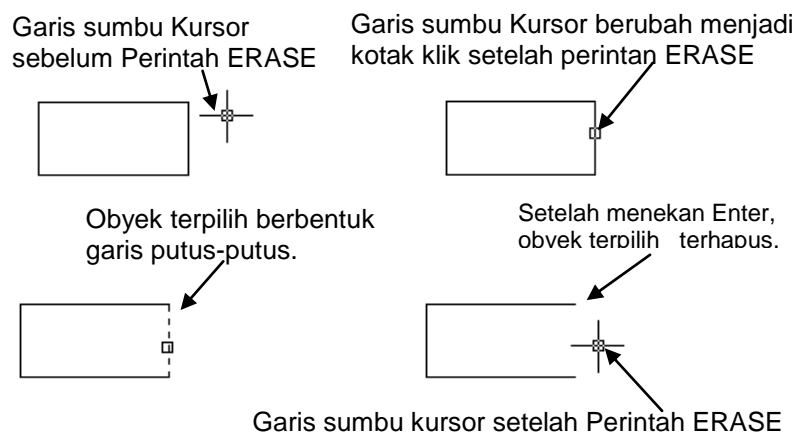 Garis sumbu Kursor
sebelum Perintah ERASE
Garis sumbu Kursor berubah menjadi
kotak klik setelah perintan ERASE
Obyek terpilih berbentuk
garis putus-putus.
Setelah menekan Enter,
obyek terpilih terhapus.
Garis sumbu kursor setelah Perintah ERASE